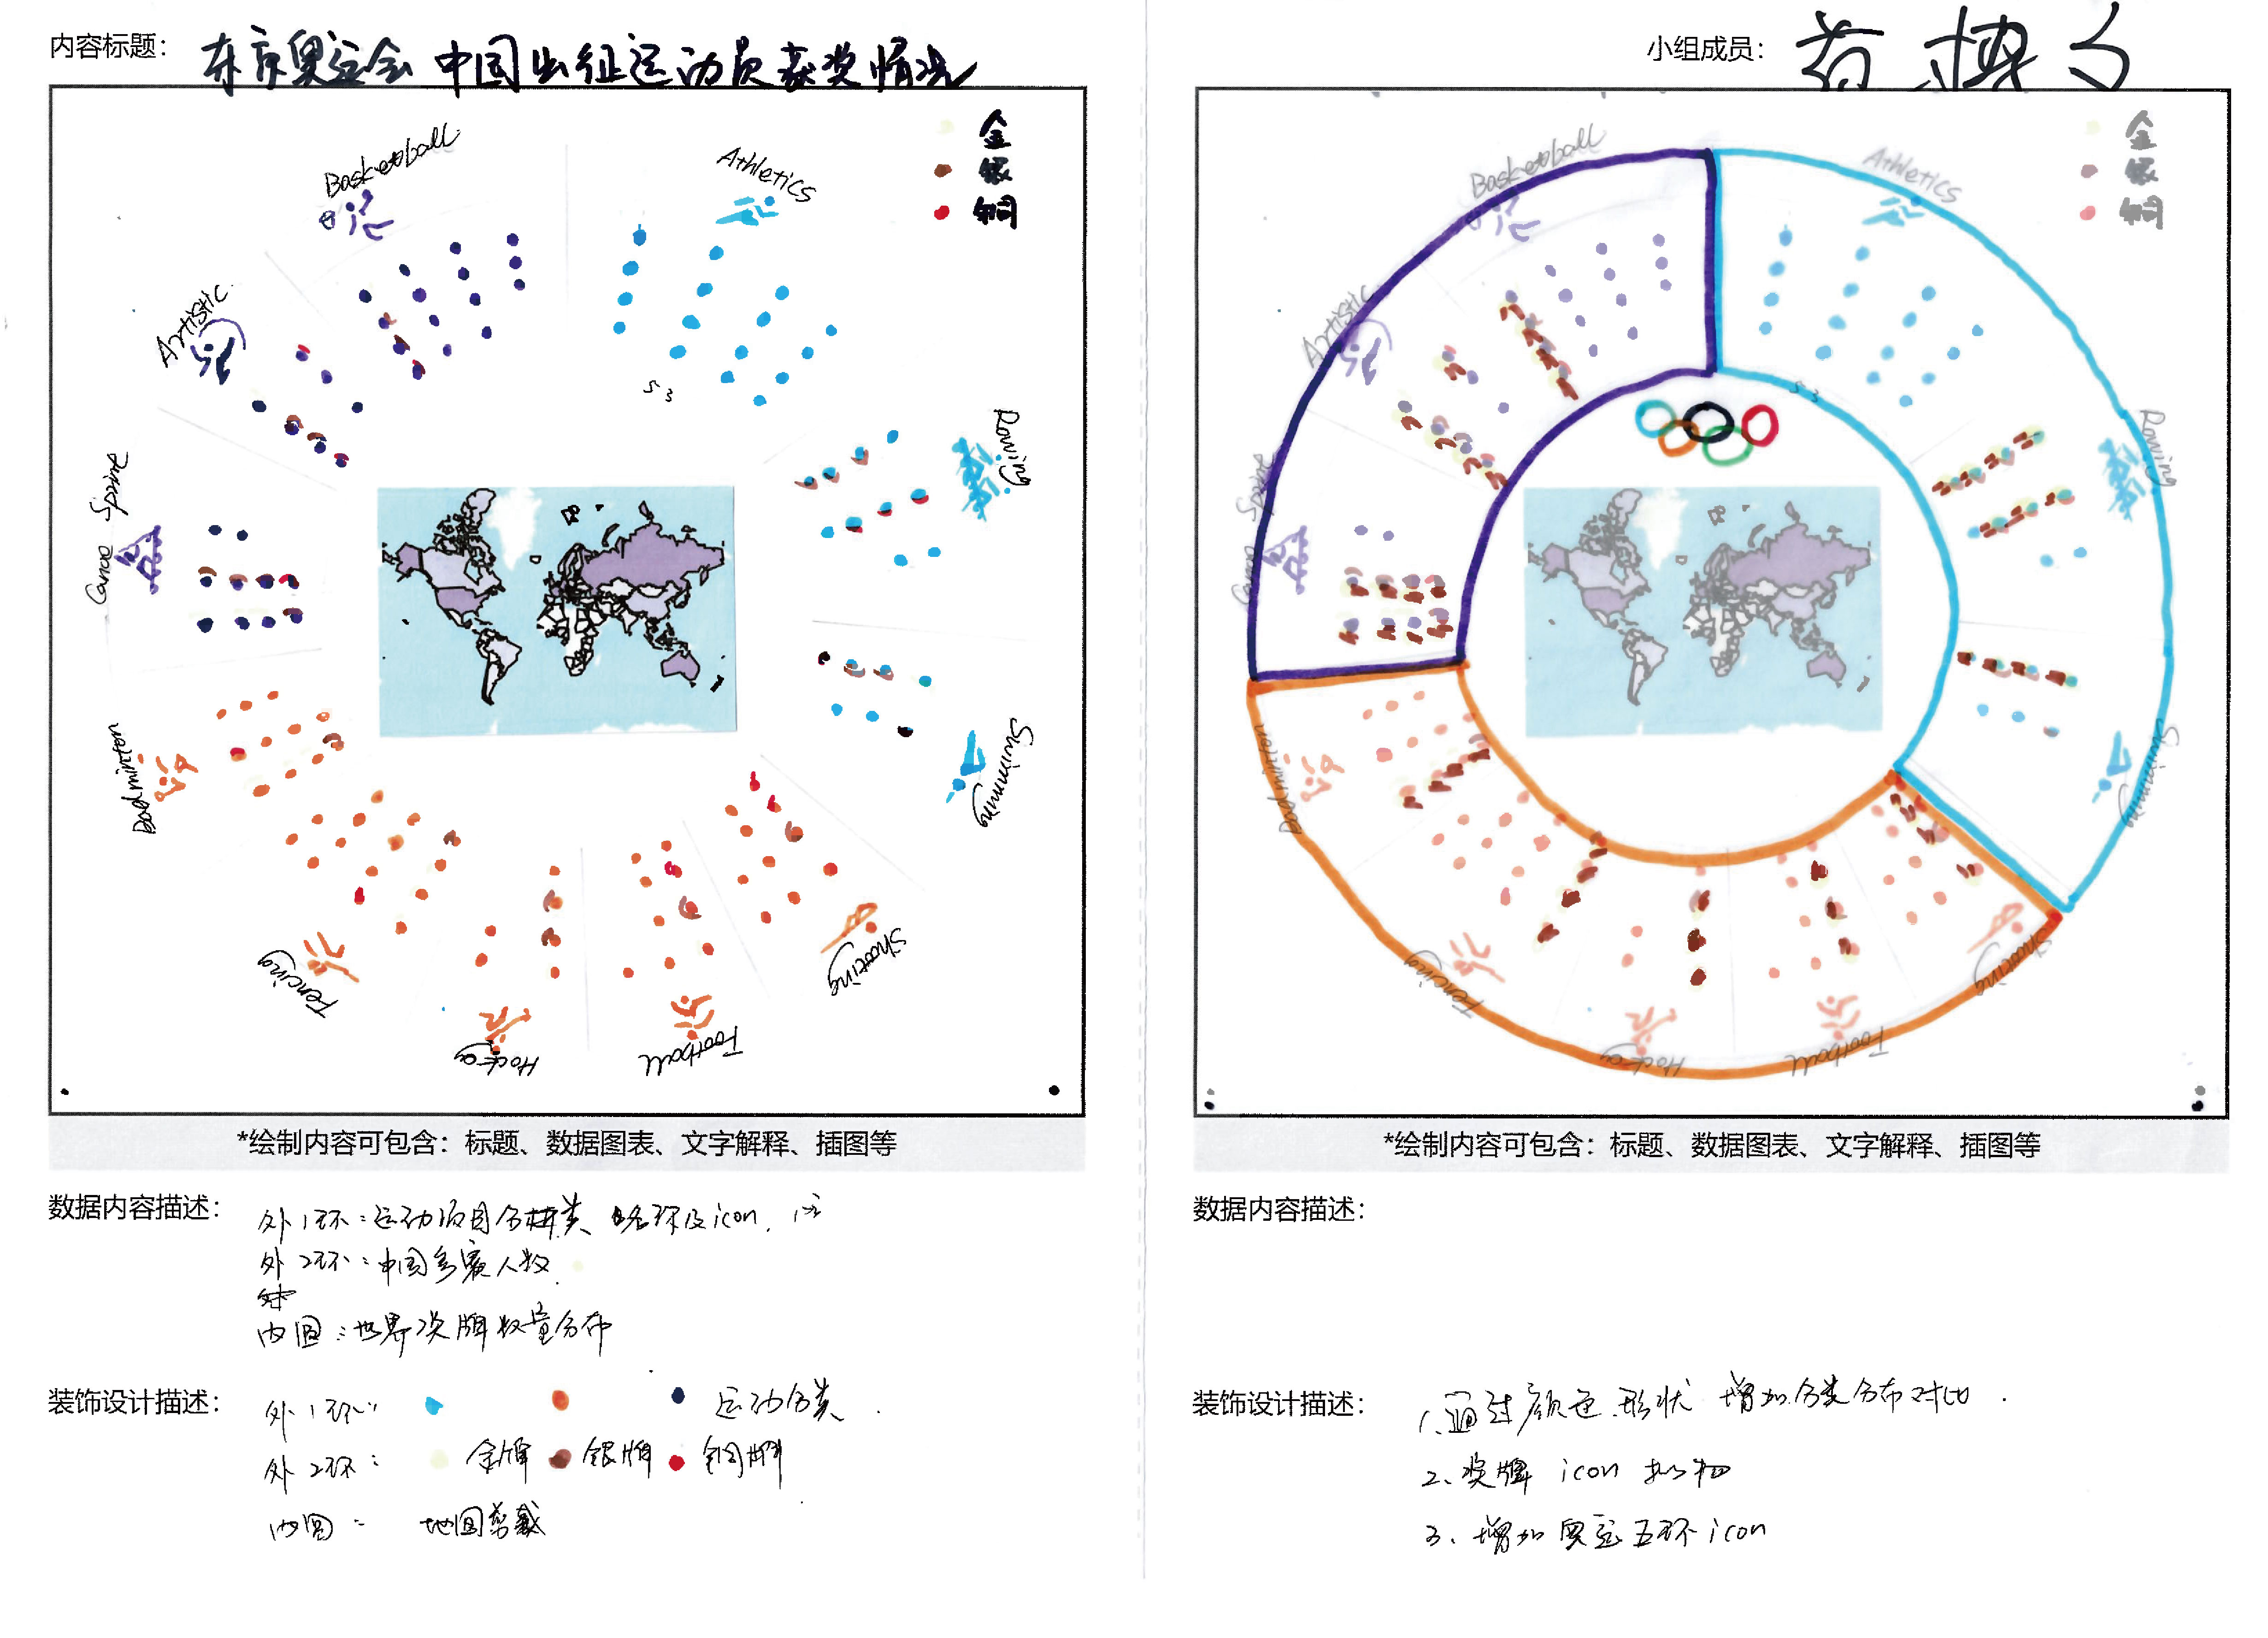 内容标题：东京奥运会 中国出征运动员获奖情况
Basketball
Athletics
金
银
铜
Artistic
Rowing
Canoe Sprint
Swimming
Badminton
Shooting
Fencing
Hockey
Football
53
*绘制内容可包含：标题、数据图表、文字解释、插图等
数据内容描述：
外1环：运动项目分类 名称及icon.
外2环：中国参赛人数
内圆：世界奖牌数量分布
装饰设计描述：
外1环： 运动分类.
外2环： 金牌 银牌 铜牌
内圆： 地图剪裁
小组成员：
Basketball
Athletics
金
银
铜
Artistic
Rowing
Canoe Sprint
Swimming
Badminton
Shooting
Fencing
Hockey
Football
53
*绘制内容可包含：标题、数据图表、文字解释、插图等
数据内容描述：
装饰设计描述：
1.通过颜色.形状 增加分类分布对比.
2、奖牌 icon
3、增加奥运五环icon